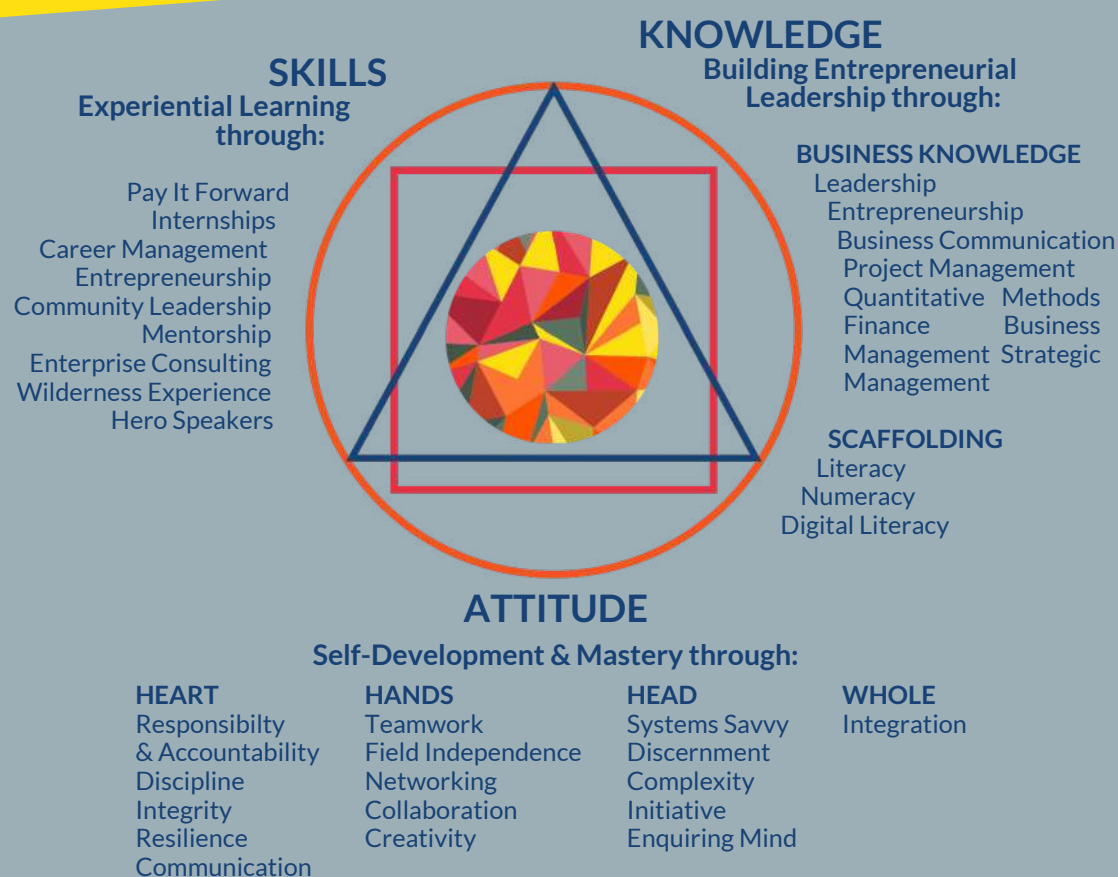 SKILLS
Experiential Learning
through:
Pay It Forward
Internships
Career Management
Entrepreneurship
Community Leadership
Mentorship
Enterprise Consulting
Wilderness Experience
Hero Speakers
KNOWLEDGE
Building Entrepreneurial
Leadership through:
BUSINESS KNOWLEDGE
Leadership
Entrepreneurship
Business Communication
Project Management
Quantitative Methods
Finance Business
Management Strategic
Management
SCAFFOLDING
Literacy
Numeracy
Digital Literacy
ATTITUDE
Self-Development & Mastery through:
HEART
Responsibilty
& Accountability
Discipline
Integrity
Resilience
Communication
HANDS
Teamwork
Field Independence
Networking
Collaboration
Creativity
HEAD
Systems Savvy
Discernment
Complexity
Initiative
Enquiring Mind
WHOLE
Integration